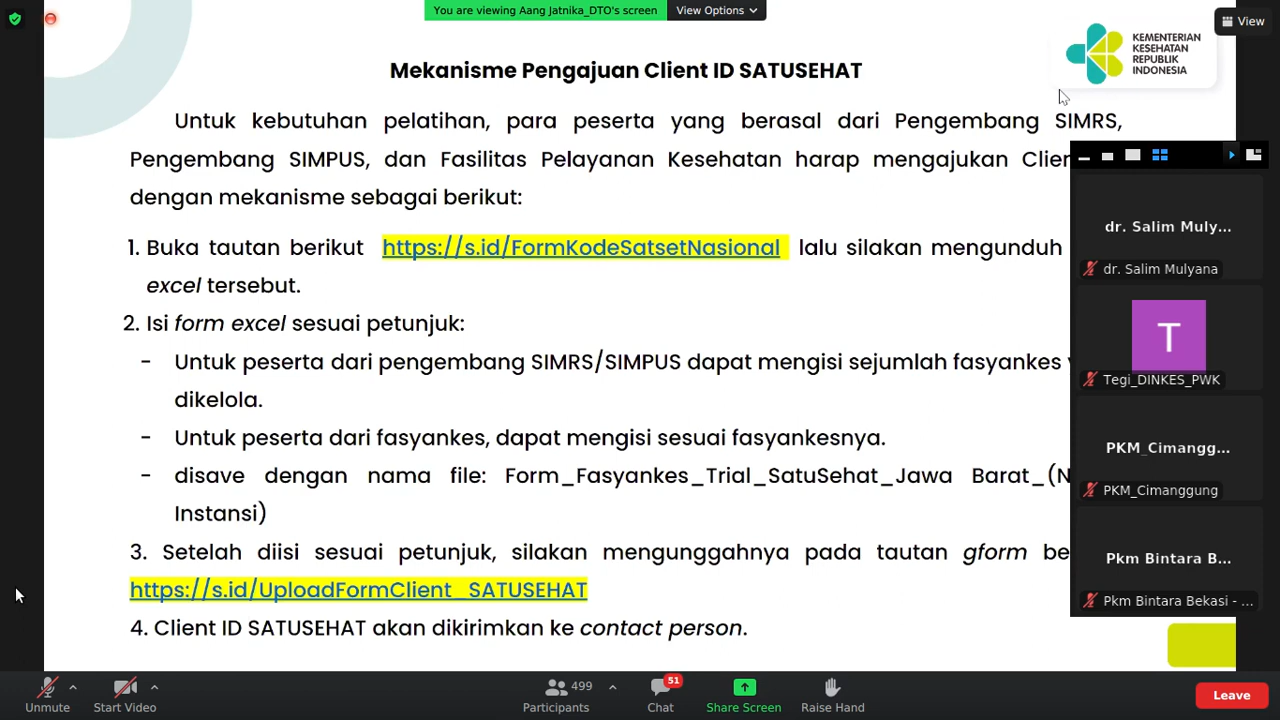 You are viewing Aang Jatnika_DTO's screen View Options
View
KEMENTERIAN
KESEHATAN
REPUBLIK
INDONESIA
Mekanisme Pengajuan Client ID SATUSEHAT
Untuk kebutuhan pelatihan, para peserta yang berasal dari Pengembang SIMRS,
Pengembang SIMPUS, dan Fasilitas Pelayanan Kesehatan harap mengajukan Clien
dengan mekanisme sebagai berikut:
1. Buka tautan berikut https://s.id/FormKodeSatsetNasional lalu silakan mengunduh
excel tersebut.
2. Isi form excel sesuai petunjuk:
- Untuk peserta dari pengembang SIMRS/SIMPUS dapat mengisi sejumlah fasyankes
dikelola.
- Untuk peserta dari fasyankes, dapat mengisi sesuai fasyankesnya.
- disave dengan nama file: Form_Fasyankes_Trial_SatuSehat_Jawa Barat_(N
Instansi)
3. Setelah diisi sesuai petunjuk, silakan mengunggahnya pada tautan gform be
https://s.id/UploadFormClient_SATUSEHAT
4. Client ID SATUSEHAT akan dikirimkan ke contact person.
dr. Salim Muly...
dr. Salim Mulyana
T
Tegi_DINKES_PWK
PKM_Cimangg...
PKM_Cimanggung
Pkm Bintara B...
Pkm Bintara Bekasi - ...
Unmute
Start Video
499
Participants
51
Chat
Share Screen
Raise Hand
Leave